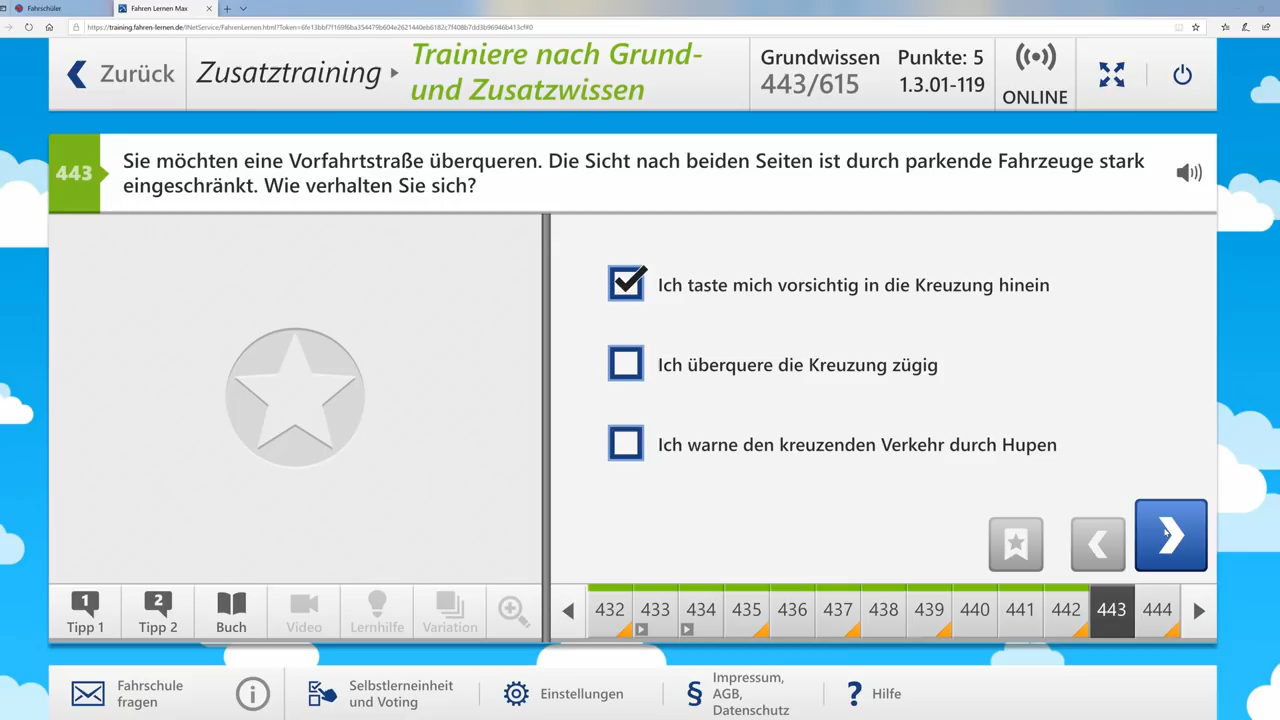 Fahrschüler
Fahren Lernen Max
Zurück
Zusatztraining
Trainiere nach Grund-
und Zusatzwissen
Grundwissen
443/615
Punkte: 5
1.3.01-119
ONLINE
443
Sie möchten eine Vorfahrtstraße überqueren. Die Sicht nach beiden Seiten ist durch parkende Fahrzeuge stark
eingeschränkt. Wie verhalten Sie sich?
Ich taste mich vorsichtig in die Kreuzung hinein
Ich überquere die Kreuzung zügig
Ich warne den kreuzenden Verkehr durch Hupen
1 2
Tipp 1 Tipp 2 Buch Video Lernhilfe Variation
432 433 434 435 436 437 438 439 440 441 442 443 444
Fahrschule
fragen
Selbstlerneinheit
und Voting
Einstellungen
§
Impressum,
AGB,
Datenschutz
? Hilfe